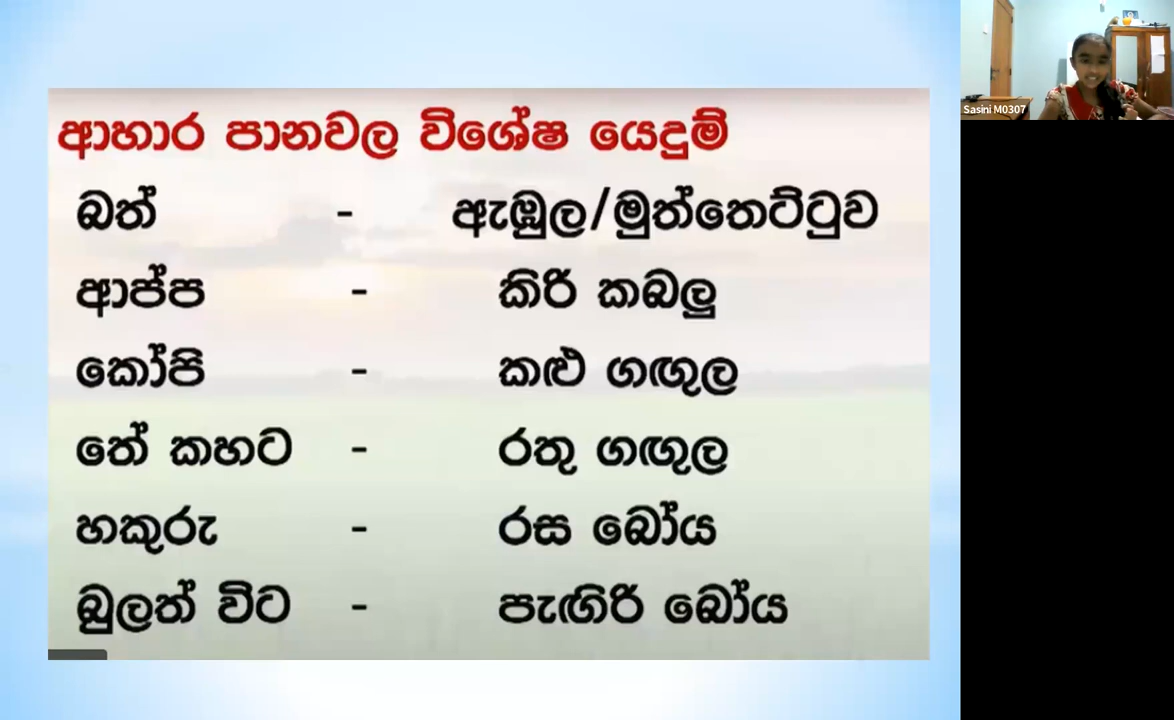 ආහාර පානවල විශේෂ යෙදුම්
බත් - ඇඹුල/මුත්තෙට්ටුව
ආප්ප - කිරි කබලු
කෝපි - කළු ගඟුල
තේ කහට - රතු ගඟුල
හකුරු - රස බෝය
බුලත් විට - පැඟිරි බෝය
Sasini M0307